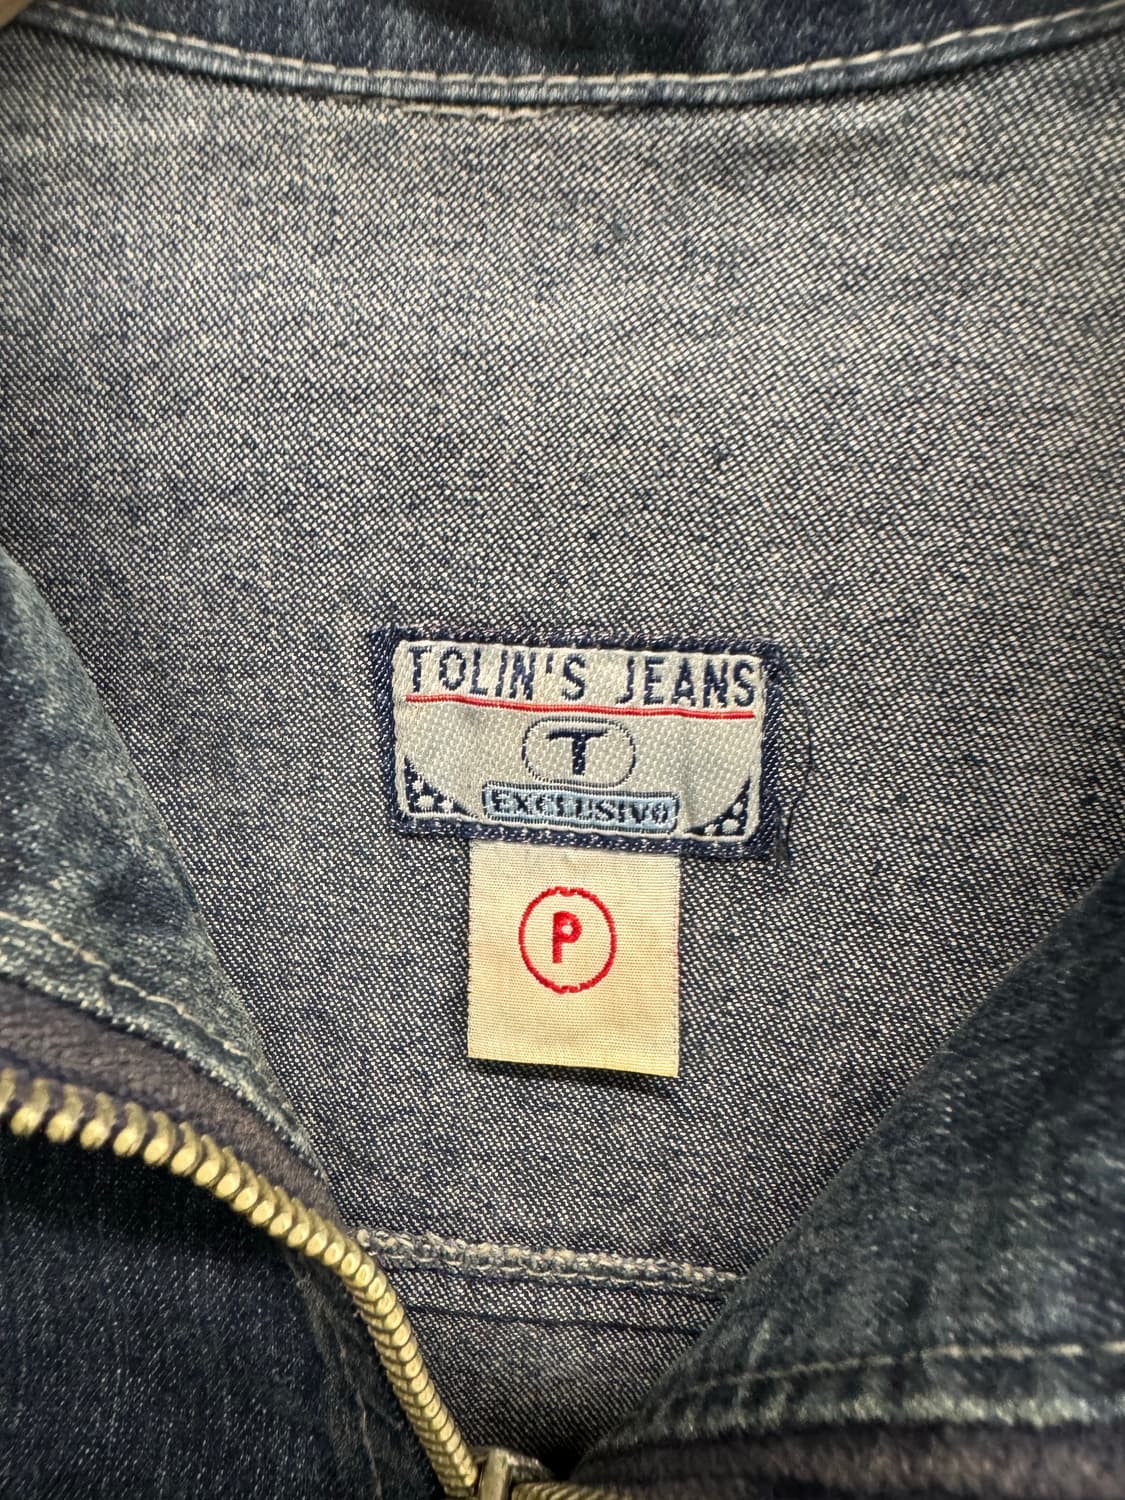 TOLIN'S JEANS
T
EXCLUSIVO
P